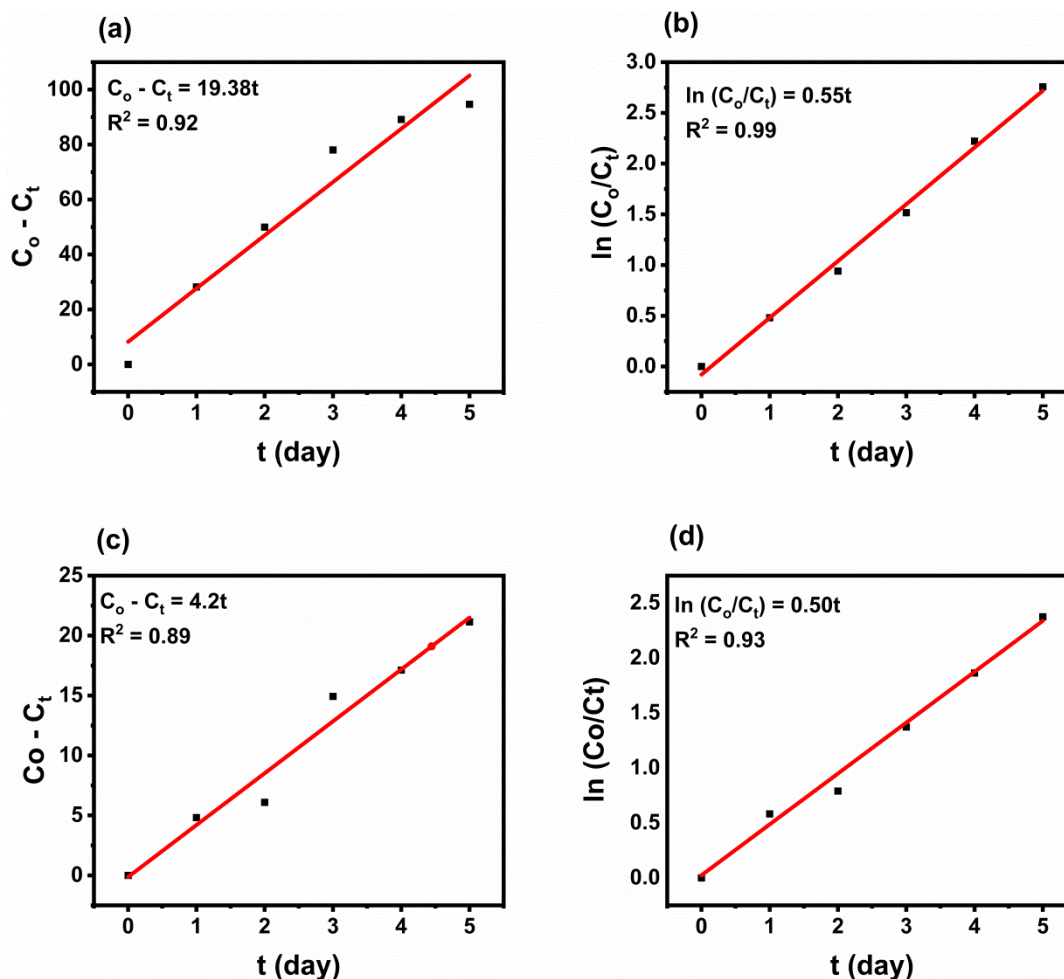 (a)
C₀ - Cₜ = 19.38t
R² = 0.92
100
80
60
40
20
0
Cₒ - Cₜ
0 1 2 3 4 5
t (day)
(b)
ln (Cₒ/Cₜ) = 0.55t
R² = 0.99
3.0
2.5
2.0
1.5
1.0
0.5
0.0
ln (Cₒ/Cₜ)
0 1 2 3 4 5
t (day)
(c)
Cₒ - Cₜ = 4.2t
R² = 0.89
25
20
15
10
5
0
Co - Cₜ
0 1 2 3 4 5
t (day)
(d)
ln (Cₒ/Cₜ) = 0.50t
R² = 0.93
2.5
2.0
1.5
1.0
0.5
0.0
ln (Co/Ct)
0 1 2 3 4 5
t (day)